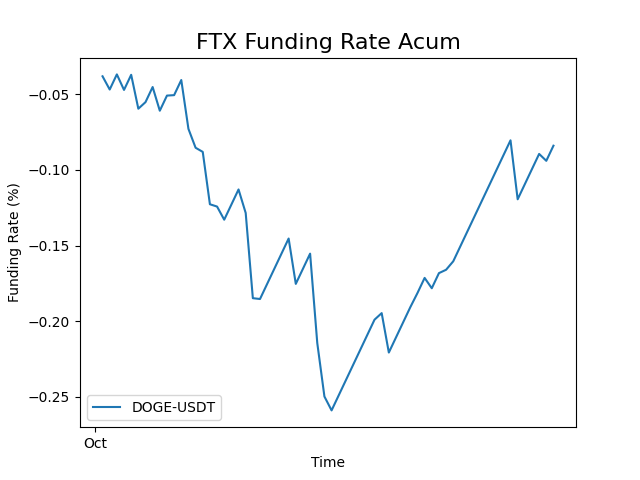 FTX Funding Rate Acum
Funding Rate (%)
−0.05
−0.10
−0.15
−0.20
−0.25
DOGE-USDT
Oct
Time